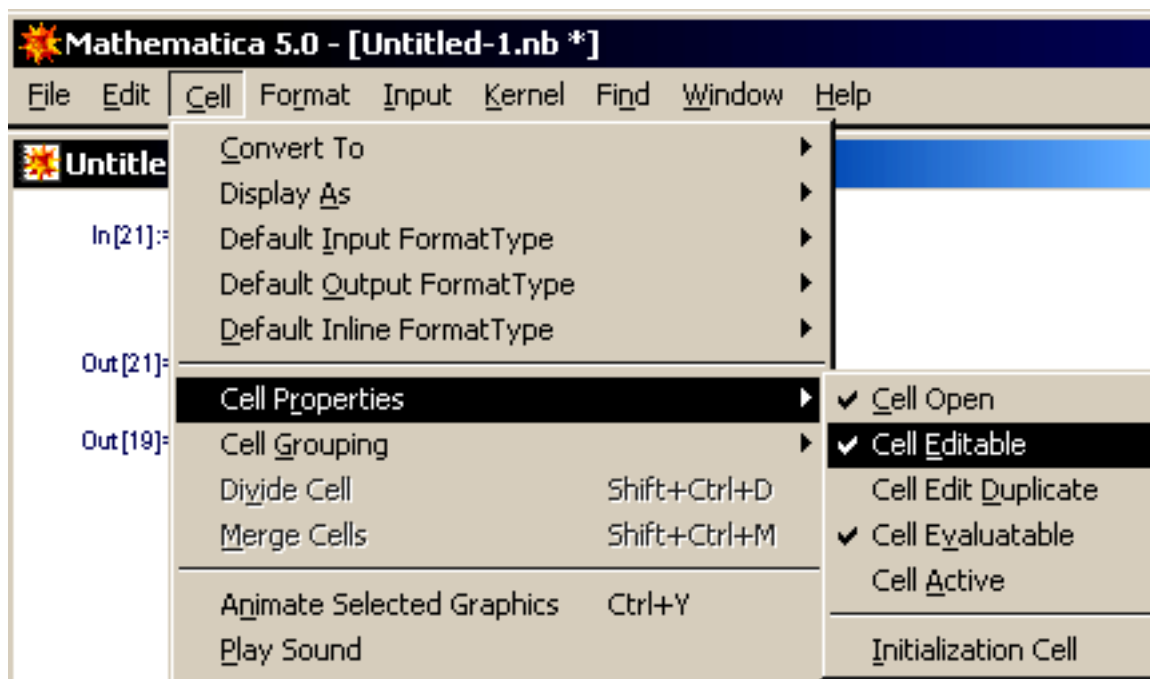 Mathematica 5.0 - [Untitled-1.nb *]
File Edit Cell Format Input Kernel Find Window Help
Untitle
In[21]:=
Out[21]=
Out[19]=
Convert To
Display As
Default Input FormatType
Default Output FormatType
Default Inline FormatType
Cell Properties
Cell Grouping
Divide Cell Shift+Ctrl+D
Merge Cells Shift+Ctrl+M
Animate Selected Graphics Ctrl+Y
Play Sound
Cell Open
Cell Editable
Cell Edit Duplicate
Cell Evaluatable
Cell Active
Initialization Cell